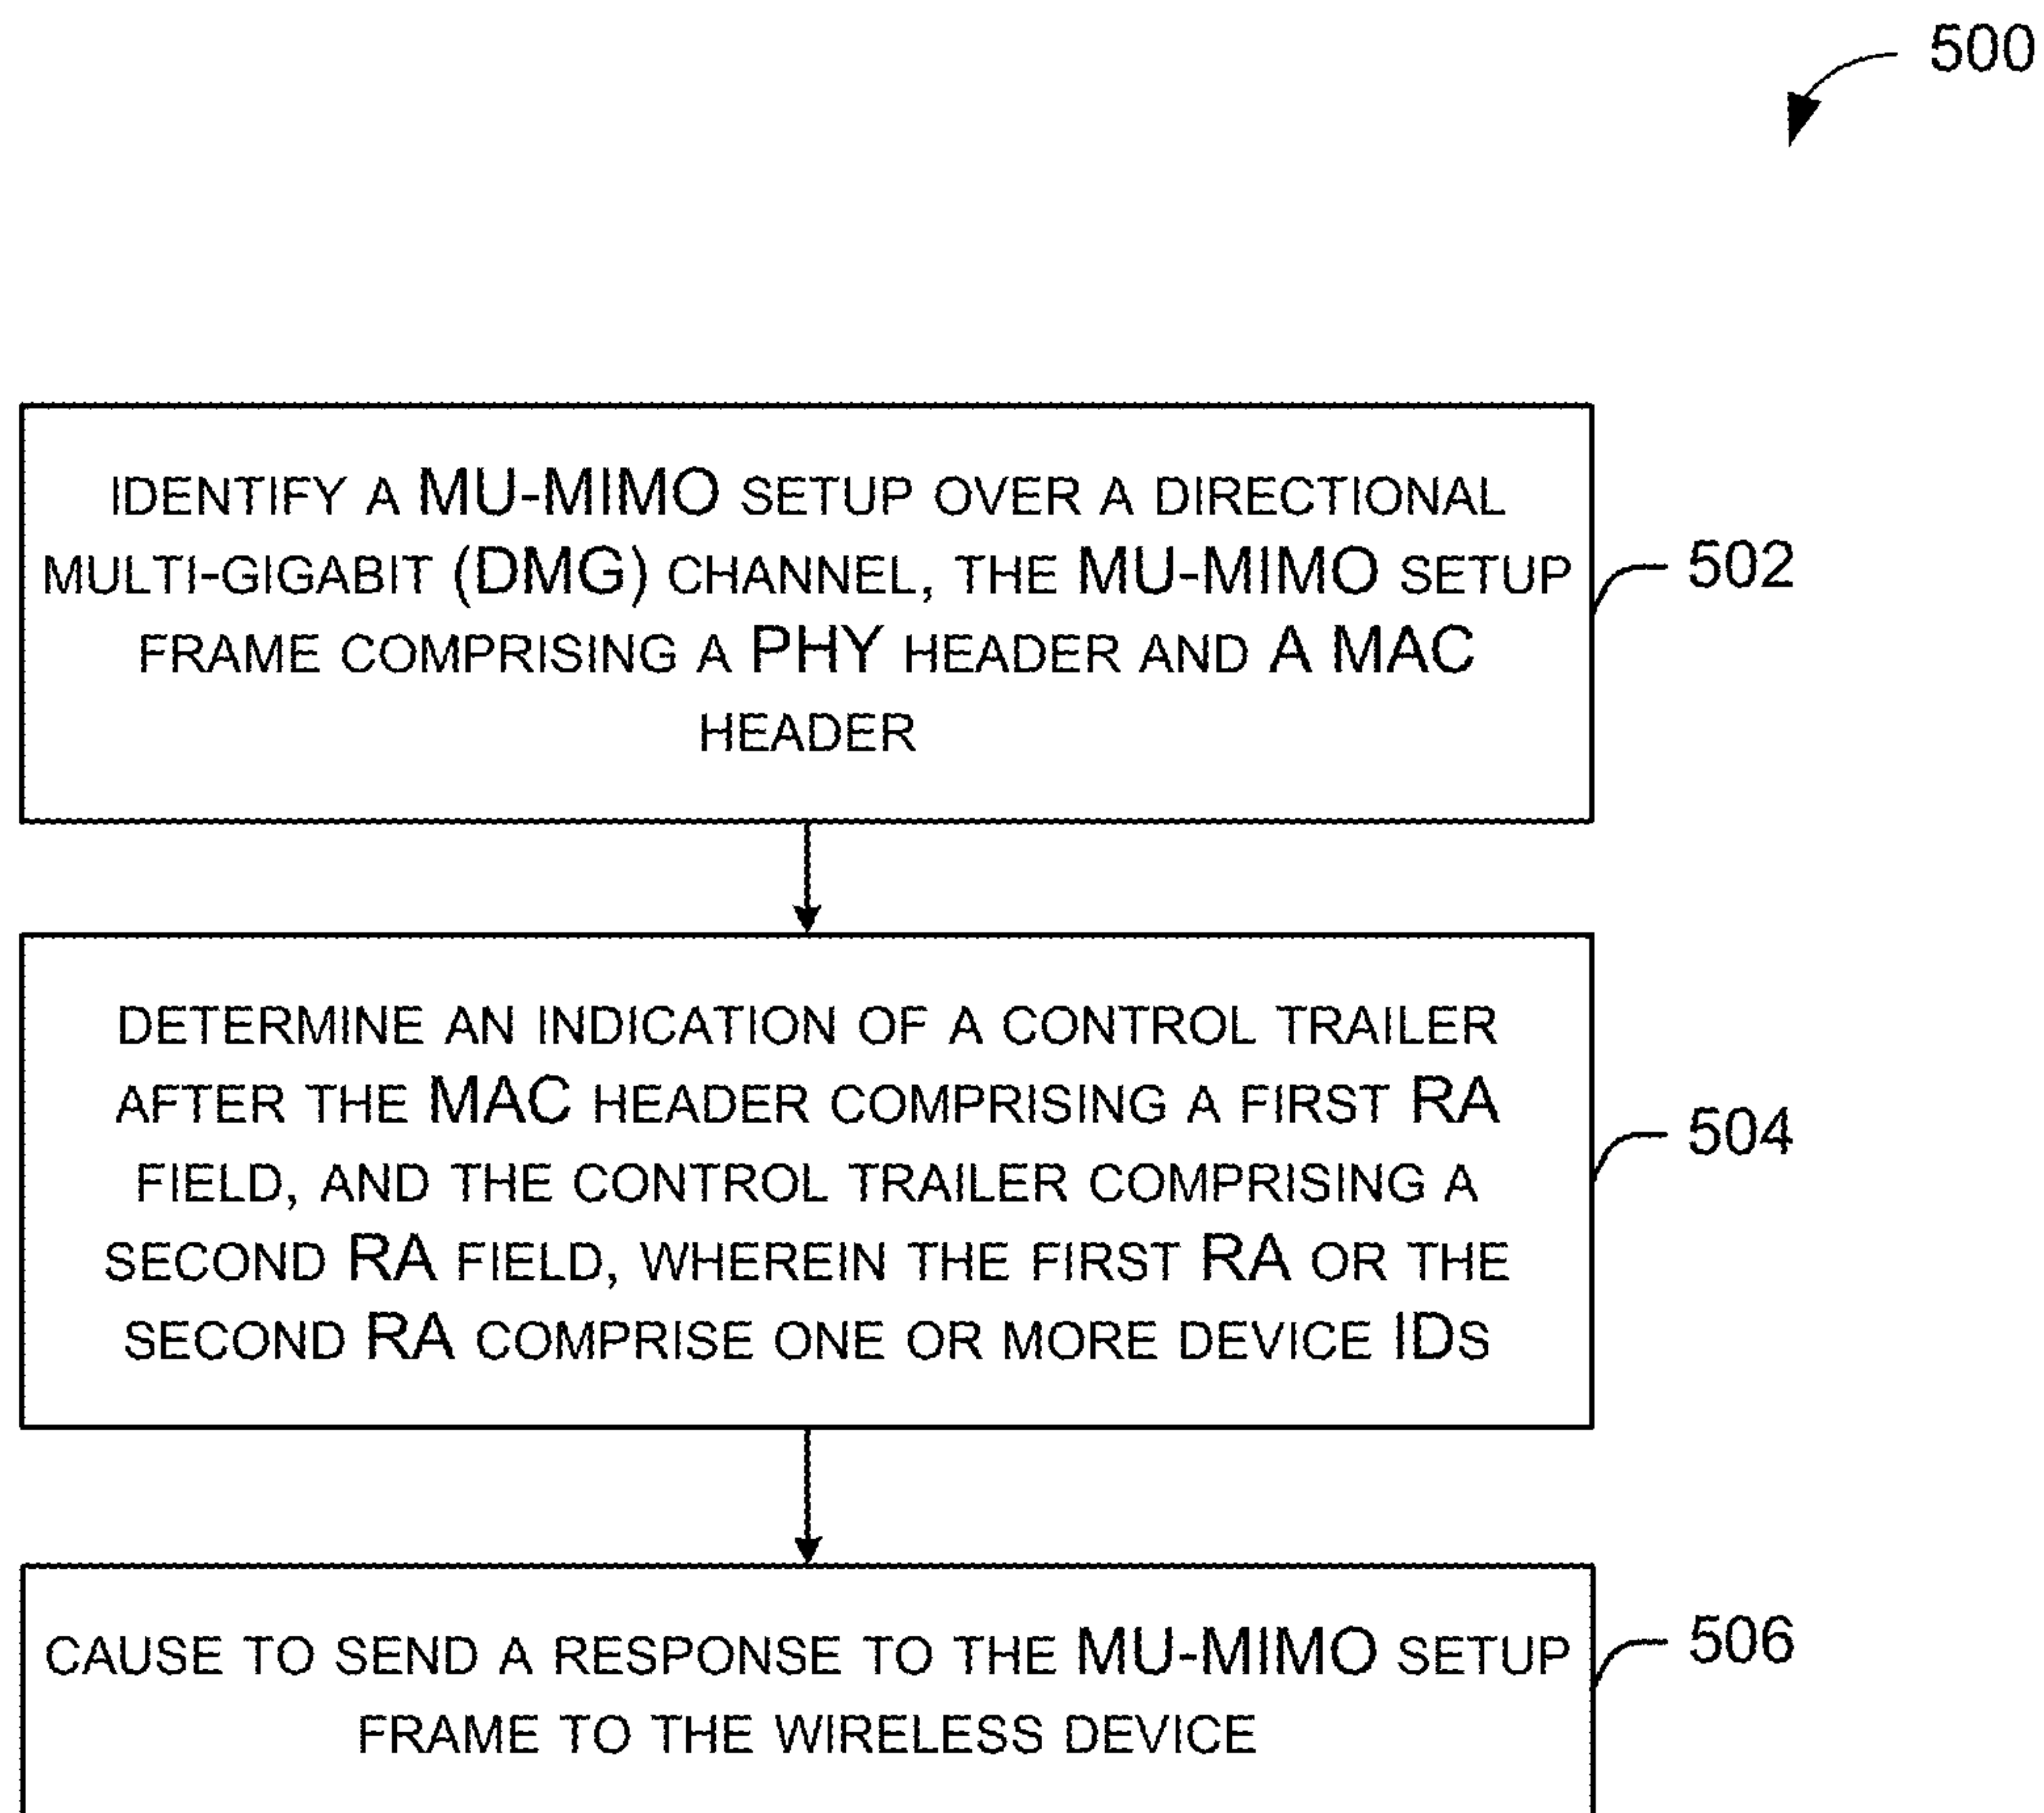 500
IDENTIFY A MU-MIMO SETUP OVER A DIRECTIONAL
MULTI-GIGABIT (DMG) CHANNEL, THE MU-MIMO SETUP
FRAME COMPRISING A PHY HEADER AND A MAC
HEADER
502
DETERMINE AN INDICATION OF A CONTROL TRAILER
AFTER THE MAC HEADER COMPRISING A FIRST RA
FIELD, AND THE CONTROL TRAILER COMPRISING A
SECOND RA FIELD, WHEREIN THE FIRST RA OR THE
SECOND RA COMPRISE ONE OR MORE DEVICE IDS
504
CAUSE TO SEND A RESPONSE TO THE MU-MIMO SETUP
FRAME TO THE WIRELESS DEVICE
506